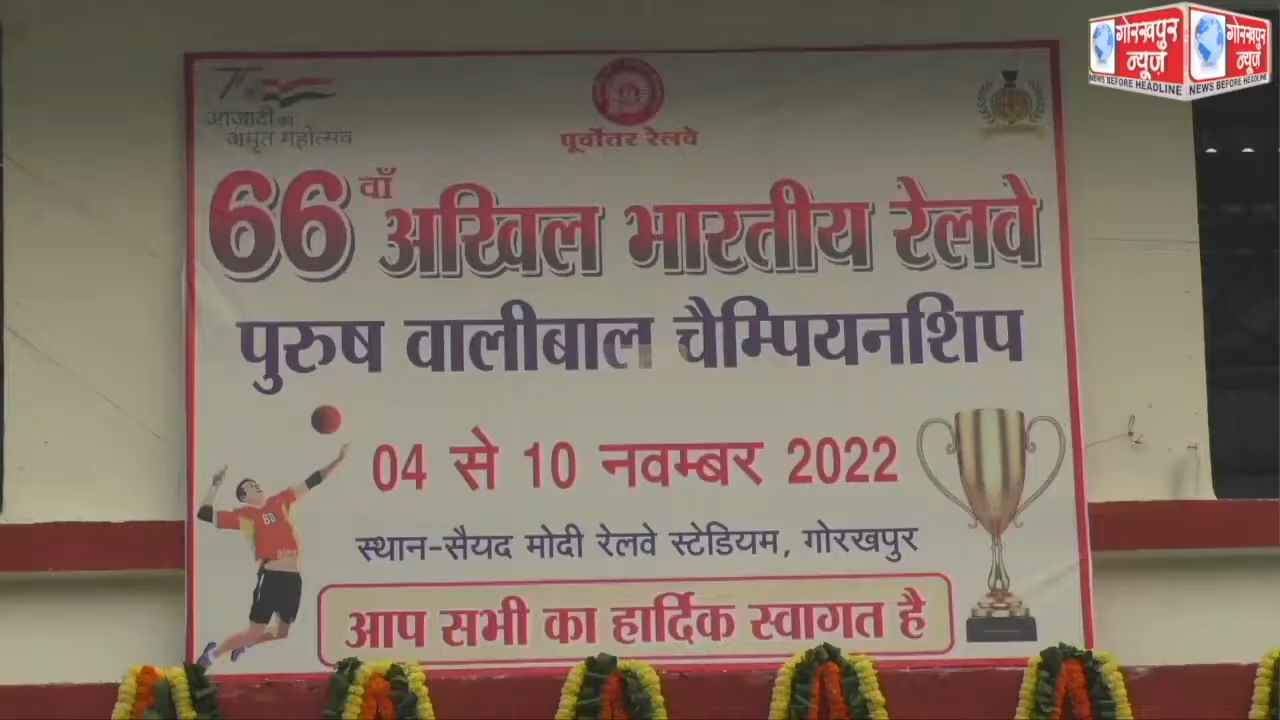 गोरखपुर न्यूज़ गोरखपुर न्यूज़
NEWS BEFORE HEADLINE NEWS BEFORE HEADLINE
आजादी का
अमृत महोत्सव
पूर्वोत्तर रेलवे
66 वाँ अखिल भारतीय रेलवे
पुरुष वालीबाल चैम्पियनशिप
04 से 10 नवम्बर 2022
स्थान-सैयद मोदी रेलवे स्टेडियम, गोरखपुर
आप सभी का हार्दिक स्वागत है